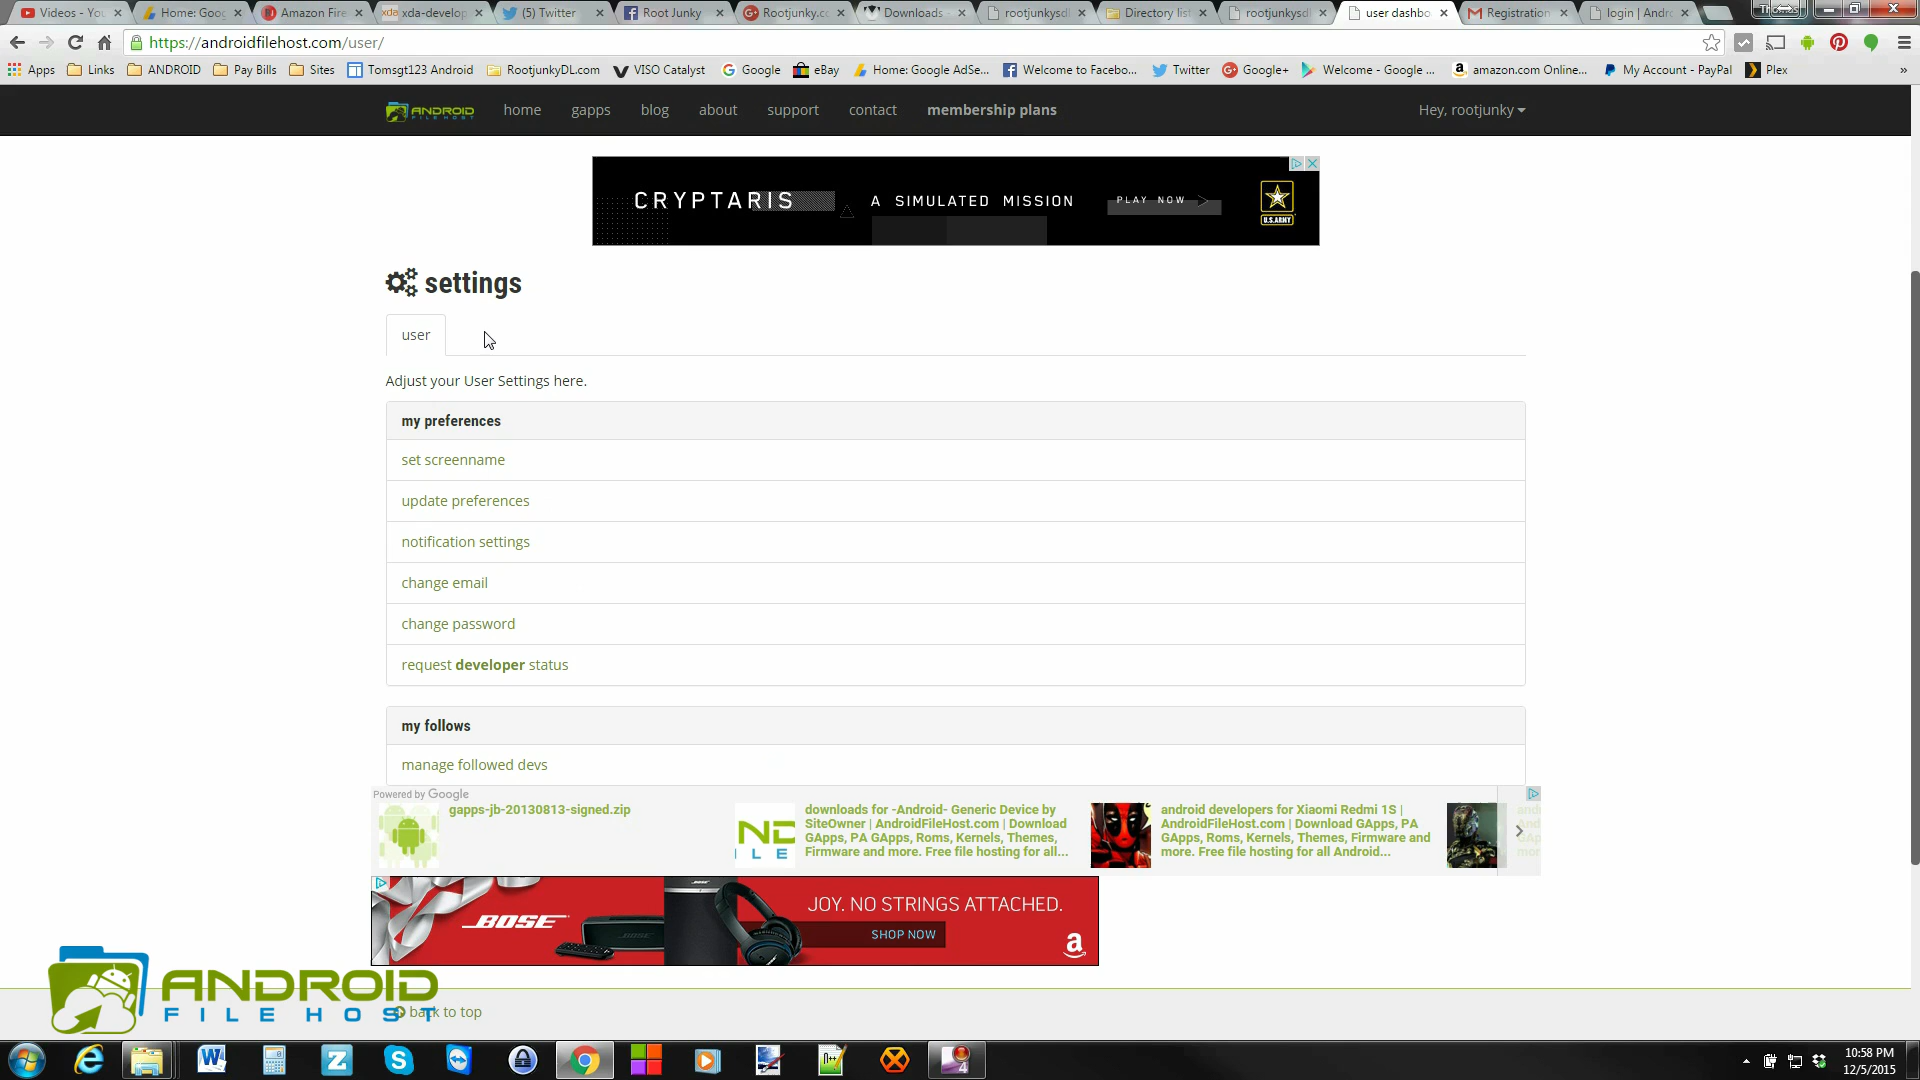 Videos - You
Home: Goog
Amazon Fire
xda-develop
(5) Twitter
Root Junky
Rootjunky.c
Downloads -
rootjunkysd
Directory list
rootjunkysd
user dashbo
Registration
login | Andr
https://androidfilehost.com/user/
Apps Links ANDROID Pay Bills Sites Tomsgt123 Android RootjunkyDL.com VISO Catalyst Google eBay Home: Google AdSe... Welcome to Facebo... Twitter Google+ Welcome - Google ... amazon.com Online... My Account - PayPal Plex »
ANDROID
FILE HOST
home gapps blog about support contact membership plans Hey, rootjunky
CRYPTARIS A SIMULATED MISSION PLAY NOW
U.S.ARMY
settings
user
Adjust your User Settings here.
my preferences
set screenname
update preferences
notification settings
change email
change password
request developer status
my follows
manage followed devs
Powered by Google
gapps-jb-20130813-signed.zip
downloads for -Android- Generic Device by
SiteOwner | AndroidFileHost.com | Download
GApps, PA GApps, Roms, Kernels, Themes,
Firmware and more. Free file hosting for all...
android developers for Xiaomi Redmi 1S |
AndroidFileHost.com | Download GApps, PA
GApps, Roms, Kernels, Themes, Firmware and
more. Free file hosting for all Android...
BOSE
JOY. NO STRINGS ATTACHED.
SHOP NOW
a
ANDROID
FILE HOST
back to top
10:58 PM
12/5/2015